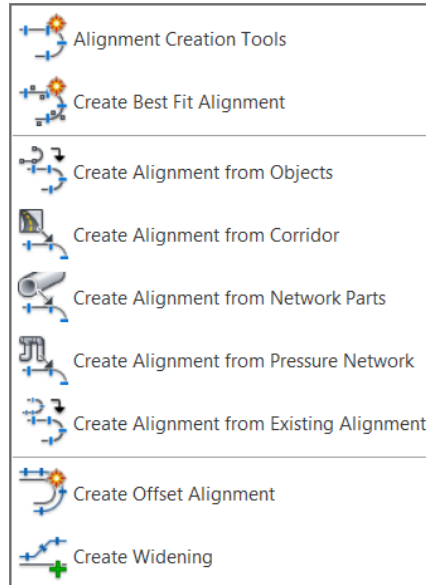 Alignment Creation Tools
Create Best Fit Alignment
Create Alignment from Objects
Create Alignment from Corridor
Create Alignment from Network Parts
Create Alignment from Pressure Network
Create Alignment from Existing Alignment
Create Offset Alignment
Create Widening